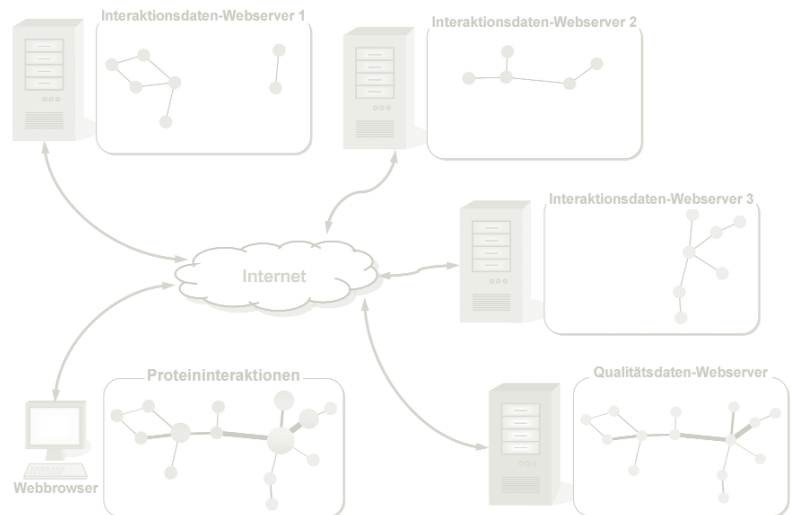 Interaktionsdaten-Webserver 1
Interaktionsdaten-Webserver 2
Interaktionsdaten-Webserver 3
Internet
Proteininteraktionen
Qualitätsdaten-Webserver
Webbrowser